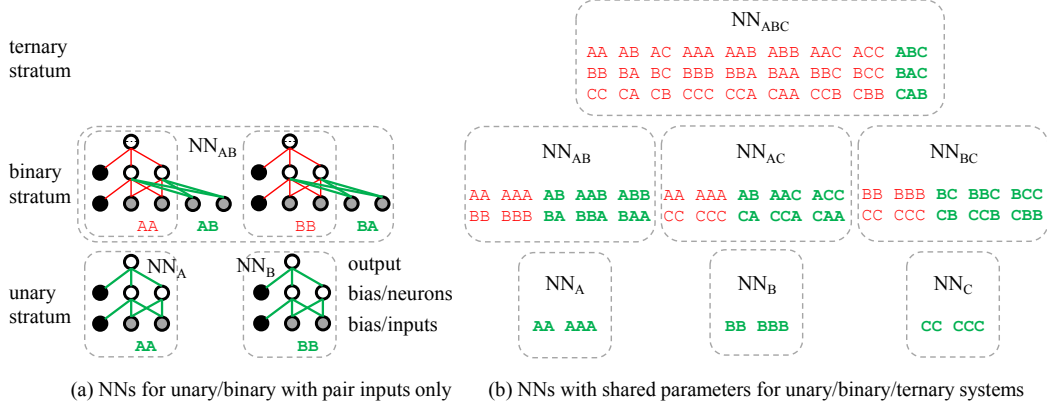 ternary
stratum
binary
stratum
unary
stratum
NN_AB
AA AB BB BA
NN_A NN_B
output
bias/neurons
bias/inputs
AA BB
(a) NNs for unary/binary with pair inputs only
NN_ABC
AA AB AC AAA AAB ABB AAC ACC ABC
BB BA BC BBB BBA BAA BBC BCC BAC
CC CA CB CCC CCA CAA CCB CBB CAB
NN_AB
AA AAA AB AAB ABB
BB BBB BA BBA BAA
NN_AC
AA AAA AB AAC ACC
CC CCC CA CCA CAA
NN_BC
BB BBB BC BBC BCC
CC CCC CB CCB CBB
NN_A
AA AAA
NN_B
BB BBB
NN_C
CC CCC
(b) NNs with shared parameters for unary/binary/ternary systems